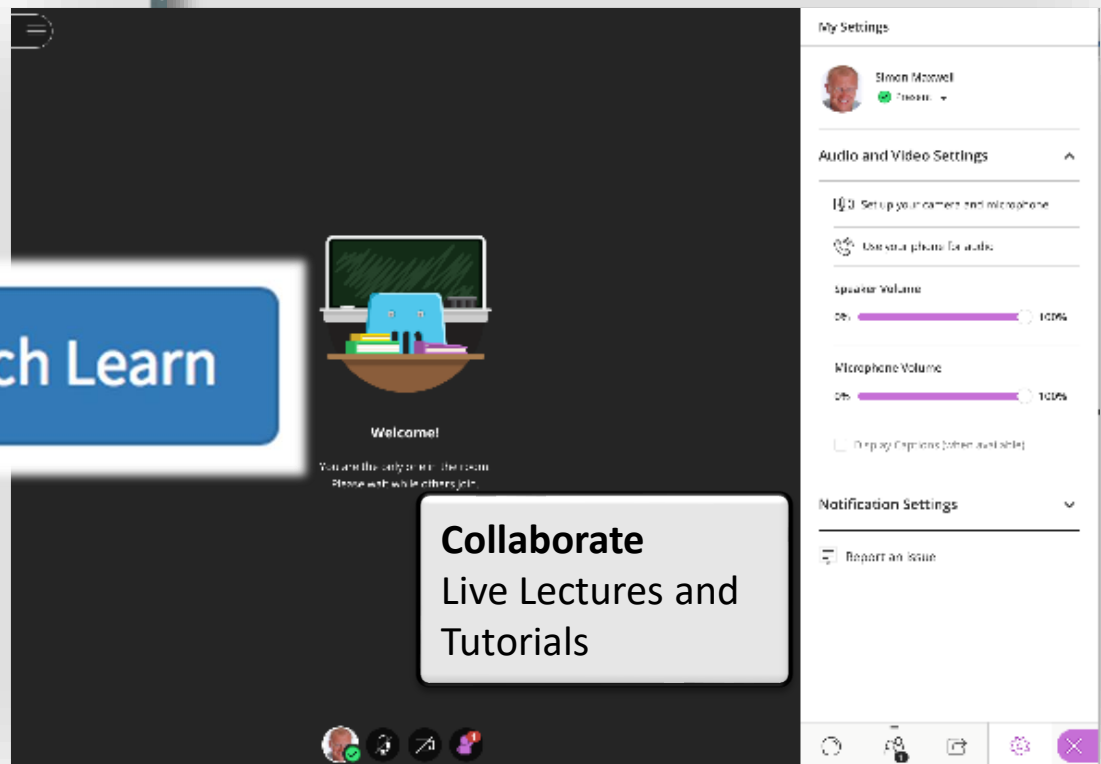 My Settings
Simon Maxwell
Present
Audio and Video Settings
Set up your camera and microphone
Use your phone for audio
Speaker Volume
0% 100%
Microphone Volume
0% 100%
Display Captions (when available)
Notification Settings
Report an issue
ch Learn
Welcome!
You are the only one in the room.
Please wait while others join.
Collaborate
Live Lectures and
Tutorials
1
1